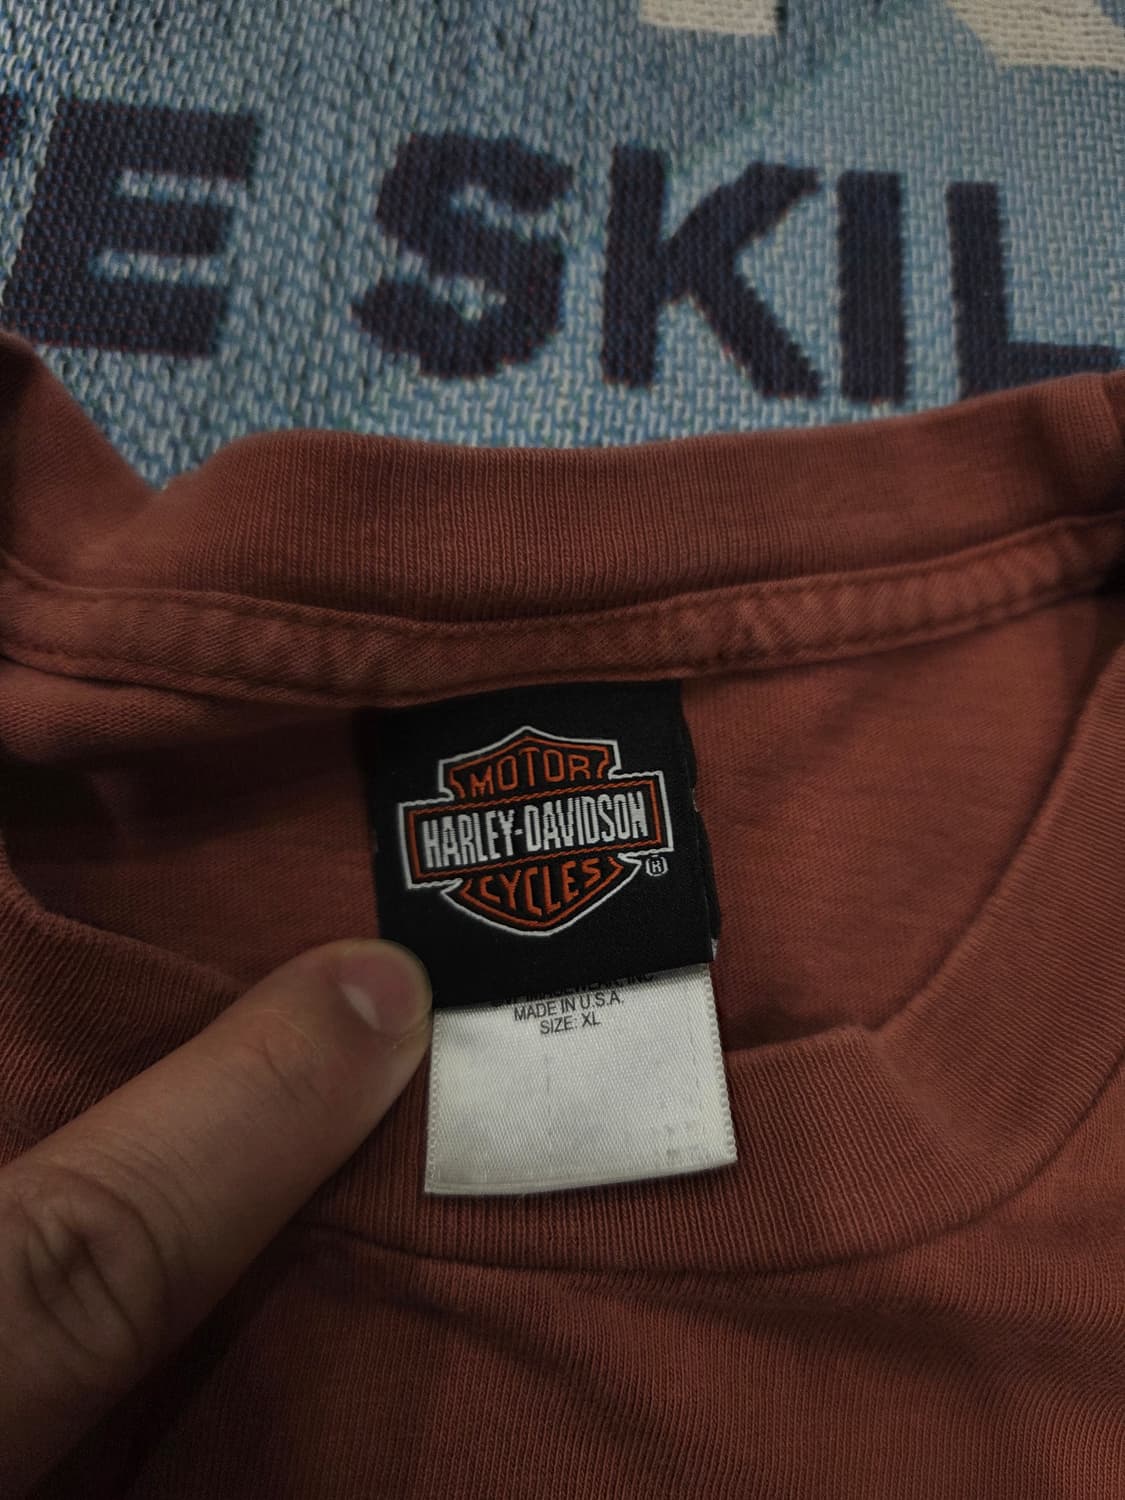 E SKIL
MOTOR
HARLEY-DAVIDSON
CYCLES
®
MADE IN U.S.A.
SIZE: XL